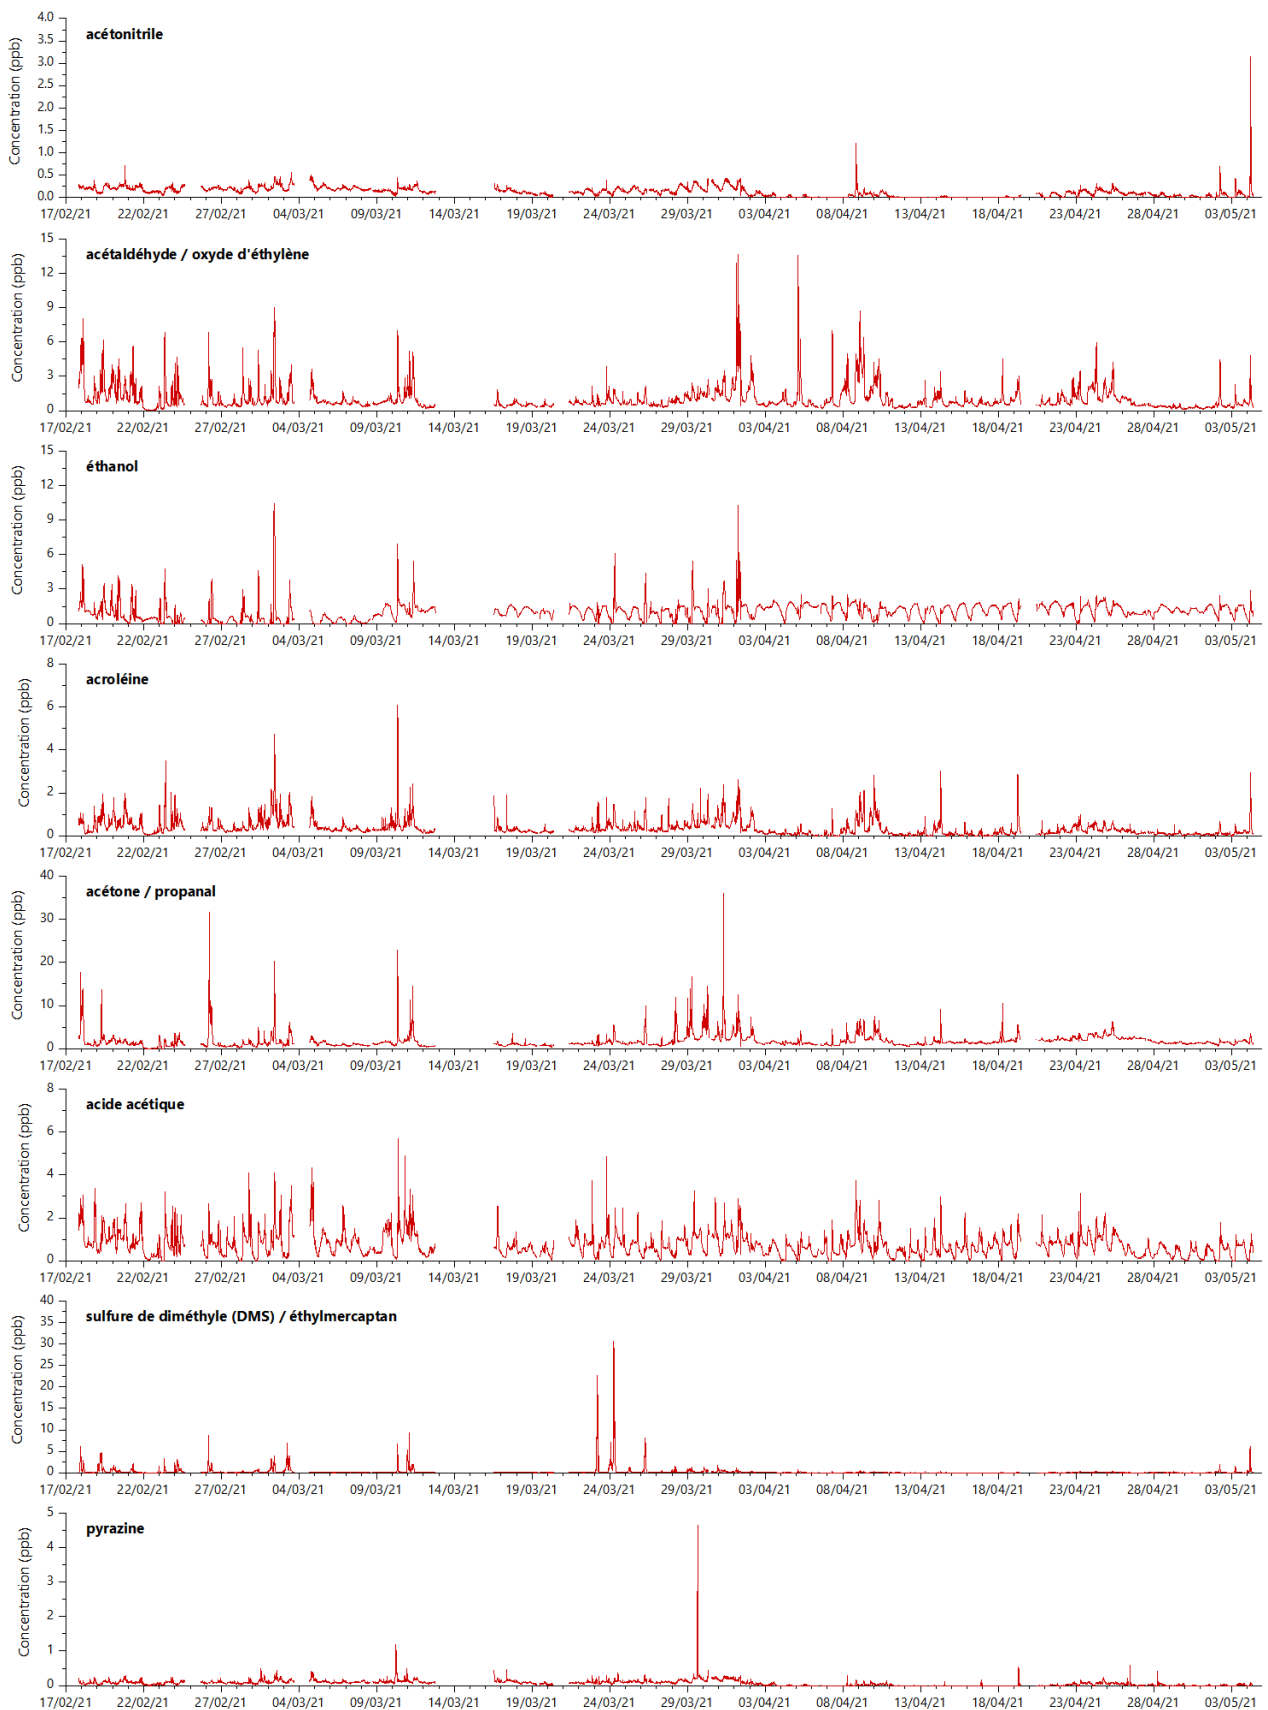 acétonitrile
Concentration (ppb)
4.0
3.5
3.0
2.5
2.0
1.5
1.0
0.5
0.0
17/02/21 22/02/21 27/02/21 04/03/21 09/03/21 14/03/21 19/03/21 24/03/21 29/03/21 03/04/21 08/04/21 13/04/21 18/04/21 23/04/21 28/04/21 03/05/21
acétaldéhyde / oxyde d'éthylène
Concentration (ppb)
15
12
9
6
3
0
17/02/21 22/02/21 27/02/21 04/03/21 09/03/21 14/03/21 19/03/21 24/03/21 29/03/21 03/04/21 08/04/21 13/04/21 18/04/21 23/04/21 28/04/21 03/05/21
éthanol
Concentration (ppb)
15
12
9
6
3
0
17/02/21 22/02/21 27/02/21 04/03/21 09/03/21 14/03/21 19/03/21 24/03/21 29/03/21 03/04/21 08/04/21 13/04/21 18/04/21 23/04/21 28/04/21 03/05/21
acroléine
Concentration (ppb)
8
6
4
2
0
17/02/21 22/02/21 27/02/21 04/03/21 09/03/21 14/03/21 19/03/21 24/03/21 29/03/21 03/04/21 08/04/21 13/04/21 18/04/21 23/04/21 28/04/21 03/05/21
acétone / propanal
Concentration (ppb)
40
30
20
10
0
17/02/21 22/02/21 27/02/21 04/03/21 09/03/21 14/03/21 19/03/21 24/03/21 29/03/21 03/04/21 08/04/21 13/04/21 18/04/21 23/04/21 28/04/21 03/05/21
acide acétique
Concentration (ppb)
8
6
4
2
0
17/02/21 22/02/21 27/02/21 04/03/21 09/03/21 14/03/21 19/03/21 24/03/21 29/03/21 03/04/21 08/04/21 13/04/21 18/04/21 23/04/21 28/04/21 03/05/21
sulfure de diméthyle (DMS) / éthylmercaptan
Concentration (ppb)
40
35
30
25
20
15
10
5
0
17/02/21 22/02/21 27/02/21 04/03/21 09/03/21 14/03/21 19/03/21 24/03/21 29/03/21 03/04/21 08/04/21 13/04/21 18/04/21 23/04/21 28/04/21 03/05/21
pyrazine
Concentration (ppb)
5
4
3
2
1
0
17/02/21 22/02/21 27/02/21 04/03/21 09/03/21 14/03/21 19/03/21 24/03/21 29/03/21 03/04/21 08/04/21 13/04/21 18/04/21 23/04/21 28/04/21 03/05/21